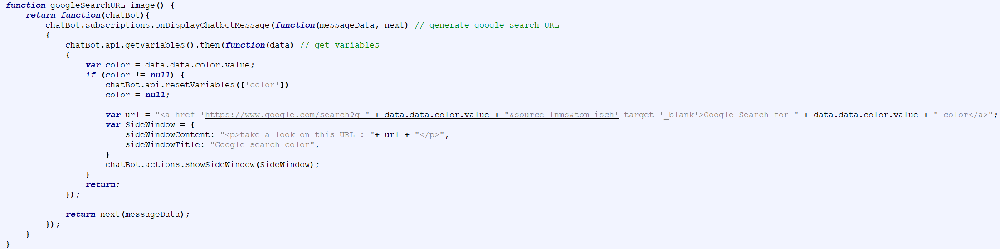 function googleSearchURL_image() {
    return function(chatBot){
        chatBot.subscriptions.onDisplayChatbotMessage(function(messageData, next) // generate google search URL
        {
            chatBot.api.getVariables().then(function(data) // get variables
            {
                var color = data.data.color.value;
                if (color != null) {
                    chatBot.api.resetVariables(['color'])
                    color = null;

                    var url = "<a href='https://www.google.com/search?q=" + data.data.color.value + "&source=lnms&tbm=isch' target='_blank'>Google Search for " + data.data.color.value + " color</a>";
                    var SideWindow = {
                        sideWindowContent: "<p>take a look on this URL : "+ url + "</p>",
                        sideWindowTitle: "Google search color",
                    }
                    chatBot.actions.showSideWindow(SideWindow);
                }
                return;
            });

            return next(messageData);
        });
    }
}